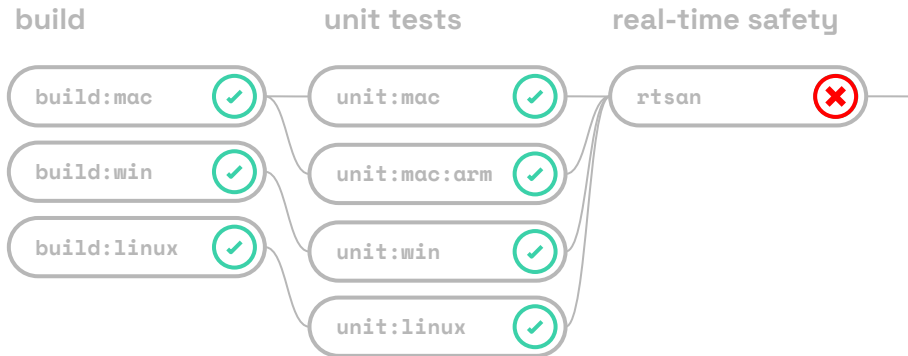 build
unit tests
real-time safety
build:mac
unit:mac
rtsan
build:win
unit:mac:arm
build:linux
unit:win
unit:linux